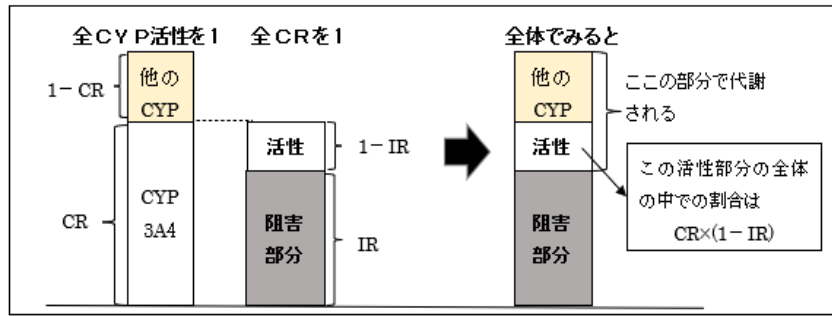 全CYP活性を1
全CRを1
全体でみると
1-CR
他の
CYP
CR
CYP
3A4
活性
1-IR
阻害
部分
IR
他の
CYP
活性
阻害
部分
ここの部分で代謝
される
この活性部分の全体
の中での割合は
CR×(1-IR)